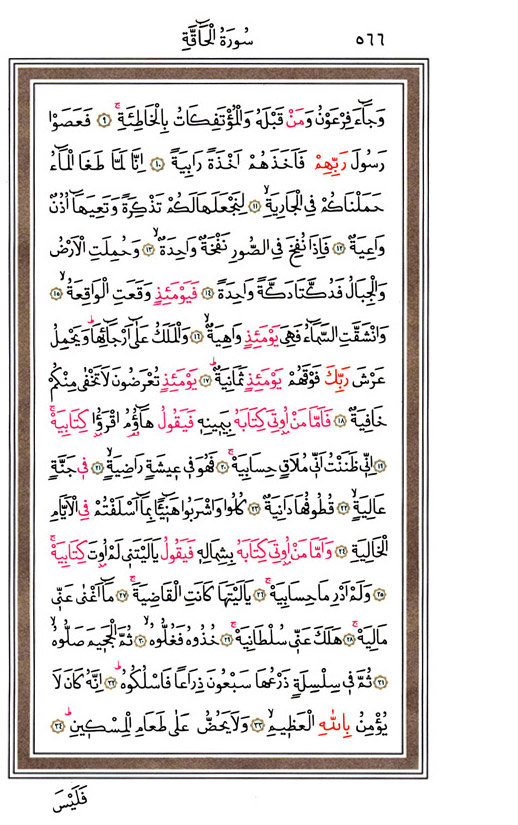 ٥٦٦ سُورَةُ الْحَاقَّةِ
وَجَاءَ فِرْعَوْنُ وَمَنْ قَبْلَهُ وَالْمُؤْتَفِكَاتُ بِالْخَاطِئَةِۚ ﴿٩﴾ فَعَصَوْا
رَسُولَ رَبِّهِمْ فَاَخَذَهُمْ اَخْذَةً رَابِيَةً ﴿١٠﴾ اِنَّا لَمَّا طَغَا الْمَاءُ
حَمَلْنَاكُمْ فِي الْجَارِيَةِۙ ﴿١١﴾ لِنَجْعَلَهَا لَكُمْ تَذْكِرَةً وَتَعِيَهَا اُذُنٌ
وَاعِيَةٌ ﴿١٢﴾ فَاِذَا نُفِخَ فِي الصُّورِ نَفْخَةٌ وَاحِدَةٌۙ ﴿١٣﴾ وَحُمِلَتِ الْاَرْضُ
وَالْجِبَالُ فَدُكَّتَا دَكَّةً وَاحِدَةً ﴿١٤﴾ فَيَوْمَئِذٍ وَقَعَتِ الْوَاقِعَةُۙ ﴿١٥﴾
وَانْشَقَّتِ السَّمَاءُ فَهِيَ يَوْمَئِذٍ وَاهِيَةٌۙ ﴿١٦﴾ وَالْمَلَكُ عَلٰى اَرْجَائِهَاۜ وَيَحْمِلُ
عَرْشَ رَبِّكَ فَوْقَهُمْ يَوْمَئِذٍ ثَمَانِيَةٌۜ ﴿١٧﴾ يَوْمَئِذٍ تُعْرَضُونَ لَا تَخْفٰى مِنْكُمْ
خَافِيَةٌ ﴿١٨﴾ فَاَمَّا مَنْ اُوتِيَ كِتَابَهُ بِيَمِينِهِ فَيَقُولُ هَاؤُمُ اقْرَؤُا كِتَابِيَهْۚ
﴿١٩﴾ اِنِّي ظَنَنْتُ اَنِّي مُلَاقٍ حِسَابِيَهْۚ ﴿٢٠﴾ فَهُوَ فِي عِيشَةٍ رَاضِيَةٍۙ ﴿٢١﴾ فِي جَنَّةٍ
عَالِيَةٍۙ ﴿٢٢﴾ قُطُوفُهَا دَانِيَةٌ ﴿٢٣﴾ كُلُوا وَاشْرَبُوا هَنِيئًا بِمَا اَسْلَفْتُمْ فِي الْاَيَّامِ
الْخَالِيَةِ ﴿٢٤﴾ وَاَمَّا مَنْ اُوتِيَ كِتَابَهُ بِشِمَالِهِ فَيَقُولُ يَا لَيْتَنِي لَمْ اُوتَ كِتَابِيَهْۚ
﴿٢٥﴾ وَلَمْ اَدْرِ مَا حِسَابِيَهْۚ ﴿٢٦﴾ يَا لَيْتَهَا كَانَتِ الْقَاضِيَةَۚ ﴿٢٧﴾ مَا اَغْنٰى عَنِّي
مَالِيَهْۚ ﴿٢٨﴾ هَلَكَ عَنِّي سُلْطَانِيَهْۚ ﴿٢٩﴾ خُذُوهُ فَغُلُّوهُۙ ﴿٣٠﴾ ثُمَّ الْجَحِيمَ صَلُّوهُۙ
﴿٣١﴾ ثُمَّ فِي سِلْسِلَةٍ ذَرْعُهَا سَبْعُونَ ذِرَاعًا فَاسْلُكُوهُۜ ﴿٣٢﴾ اِنَّهُ كَانَ لَا
يُؤْمِنُ بِاللّٰهِ الْعَظِيمِۙ ﴿٣٣﴾ وَلَا يَحُضُّ عَلٰى طَعَامِ الْمِسْكِينِۜ ﴿٣٤﴾
فَلَيْسَ